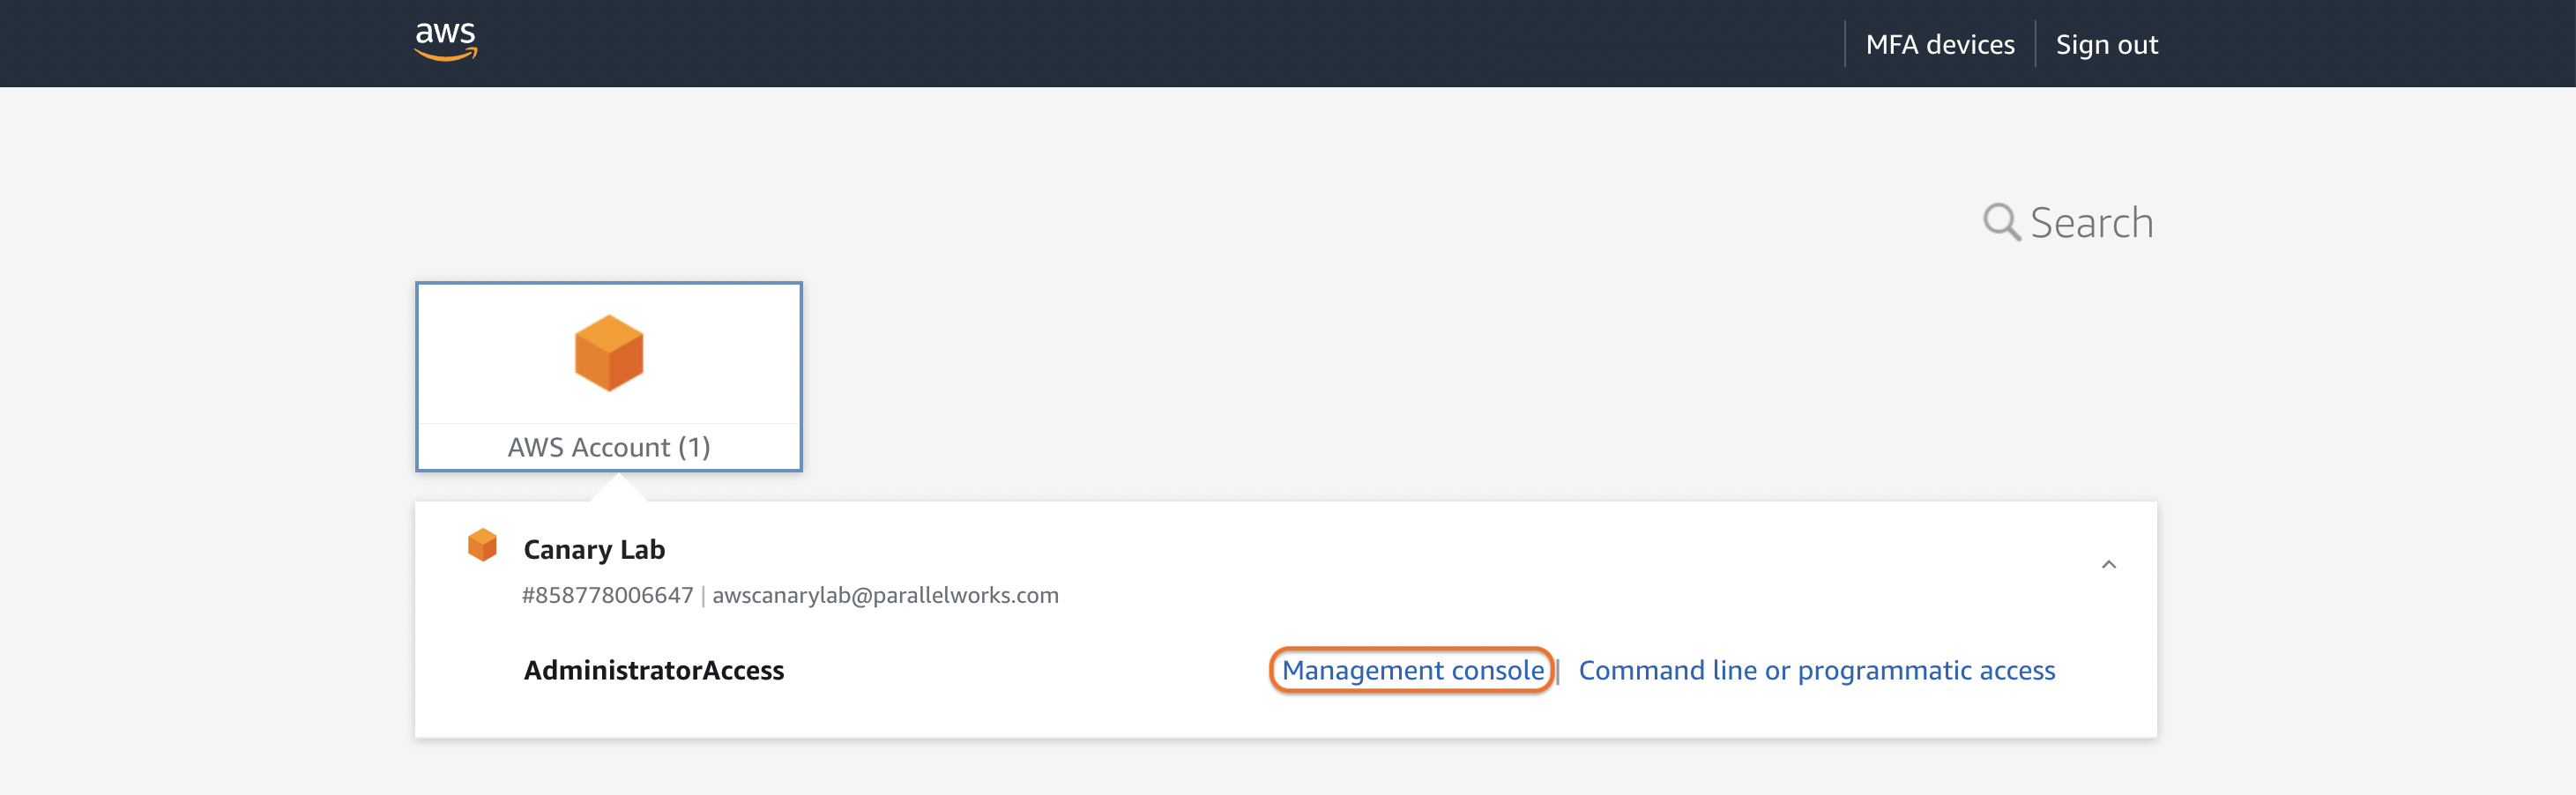 aws
MFA devices | Sign out
Search
AWS Account (1)
Canary Lab
#858778006647 | awscanarylab@parallelworks.com
AdministratorAccess Management console | Command line or programmatic access